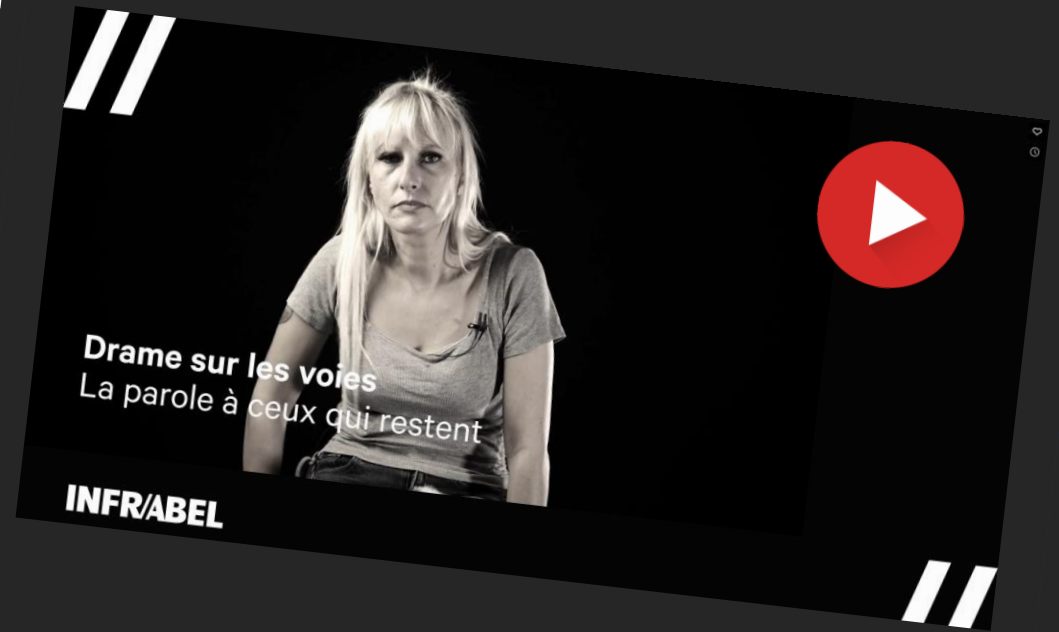 Drame sur les voies
La parole à ceux qui restent
INFRABEL